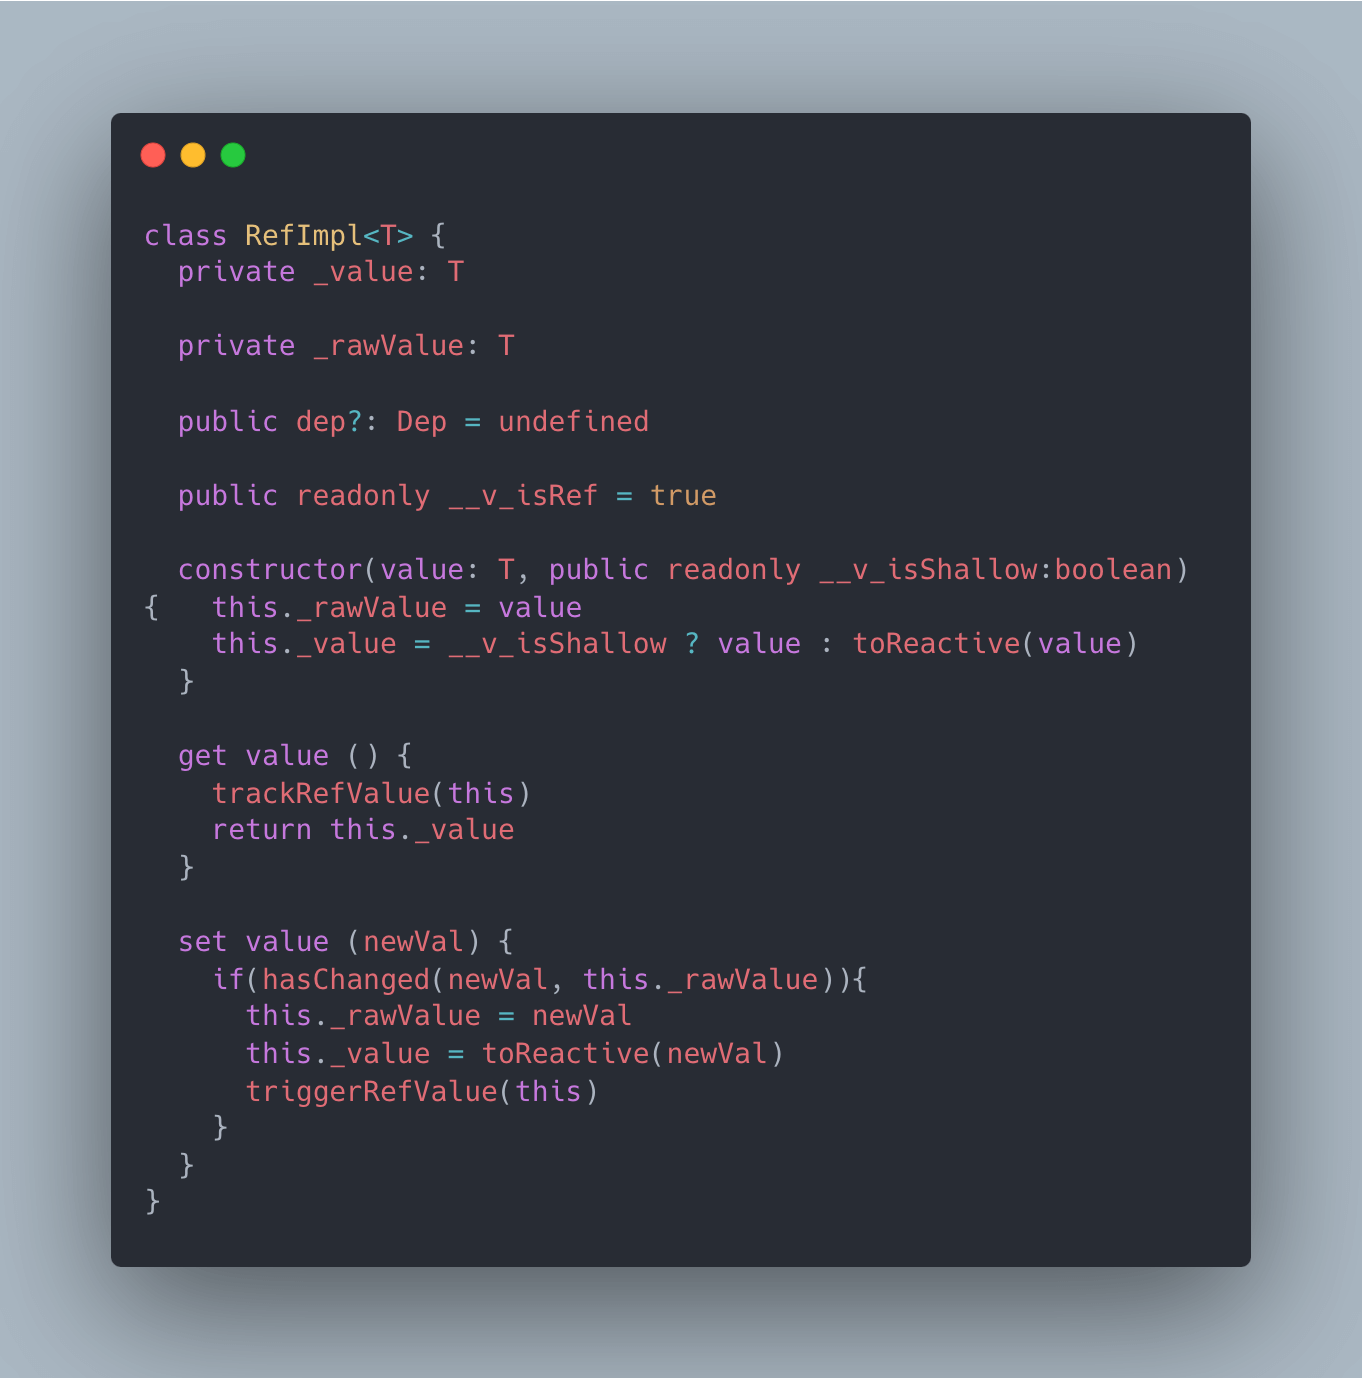 class RefImpl<T> {
  private _value: T

  private _rawValue: T

  public dep?: Dep = undefined

  public readonly __v_isRef = true

  constructor(value: T, public readonly __v_isShallow:boolean)
{   this._rawValue = value
    this._value = __v_isShallow ? value : toReactive(value)
  }

  get value () {
    trackRefValue(this)
    return this._value
  }

  set value (newVal) {
    if(hasChanged(newVal, this._rawValue)){
      this._rawValue = newVal
      this._value = toReactive(newVal)
      triggerRefValue(this)
    }
  }
}